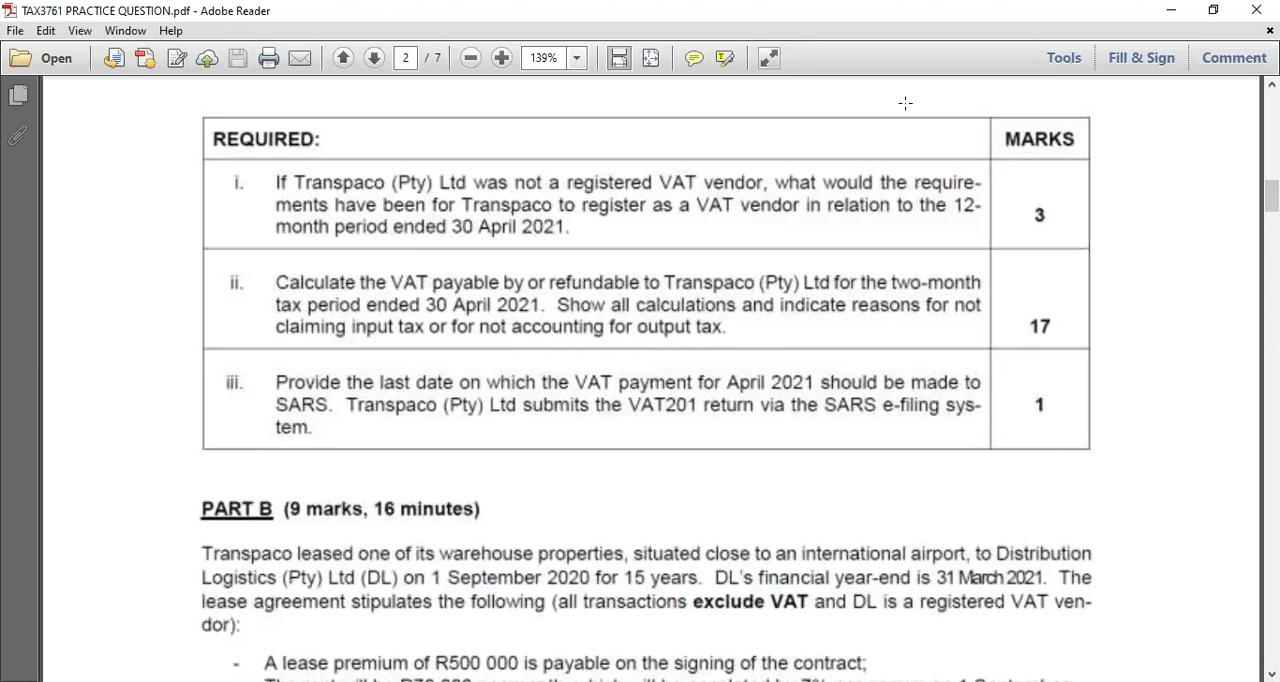 TAX3761 PRACTICE QUESTION.pdf - Adobe Reader
File Edit View Window Help
Open 2 / 7 139% Tools Fill & Sign Comment
REQUIRED: MARKS
i. If Transpaco (Pty) Ltd was not a registered VAT vendor, what would the require-
ments have been for Transpaco to register as a VAT vendor in relation to the 12-
month period ended 30 April 2021.
3
ii. Calculate the VAT payable by or refundable to Transpaco (Pty) Ltd for the two-month
tax period ended 30 April 2021. Show all calculations and indicate reasons for not
claiming input tax or for not accounting for output tax.
17
iii. Provide the last date on which the VAT payment for April 2021 should be made to
SARS. Transpaco (Pty) Ltd submits the VAT201 return via the SARS e-filing sys-
tem.
1
PART B (9 marks, 16 minutes)
Transpaco leased one of its warehouse properties, situated close to an international airport, to Distribution
Logistics (Pty) Ltd (DL) on 1 September 2020 for 15 years. DL's financial year-end is 31 March 2021. The
lease agreement stipulates the following (all transactions exclude VAT and DL is a registered VAT ven-
dor):
- A lease premium of R500 000 is payable on the signing of the contract;